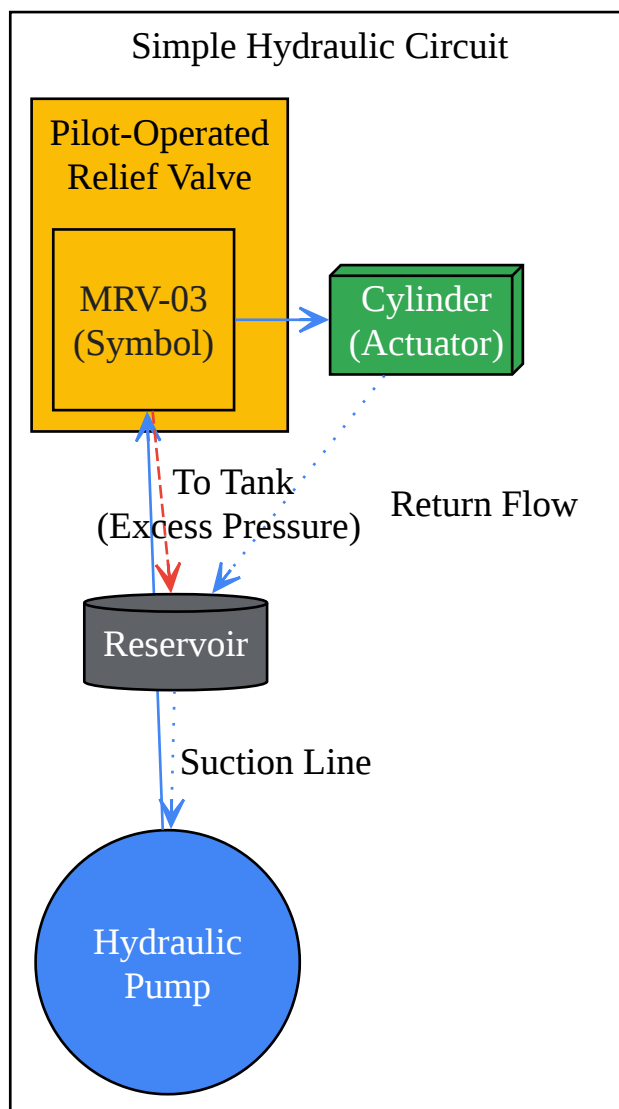 Simple Hydraulic Circuit
Pilot-Operated
Relief Valve
MRV-03
(Symbol)
Cylinder
(Actuator)
To Tank
(Excess Pressure)
Return Flow
Reservoir
Suction Line
Hydraulic
Pump